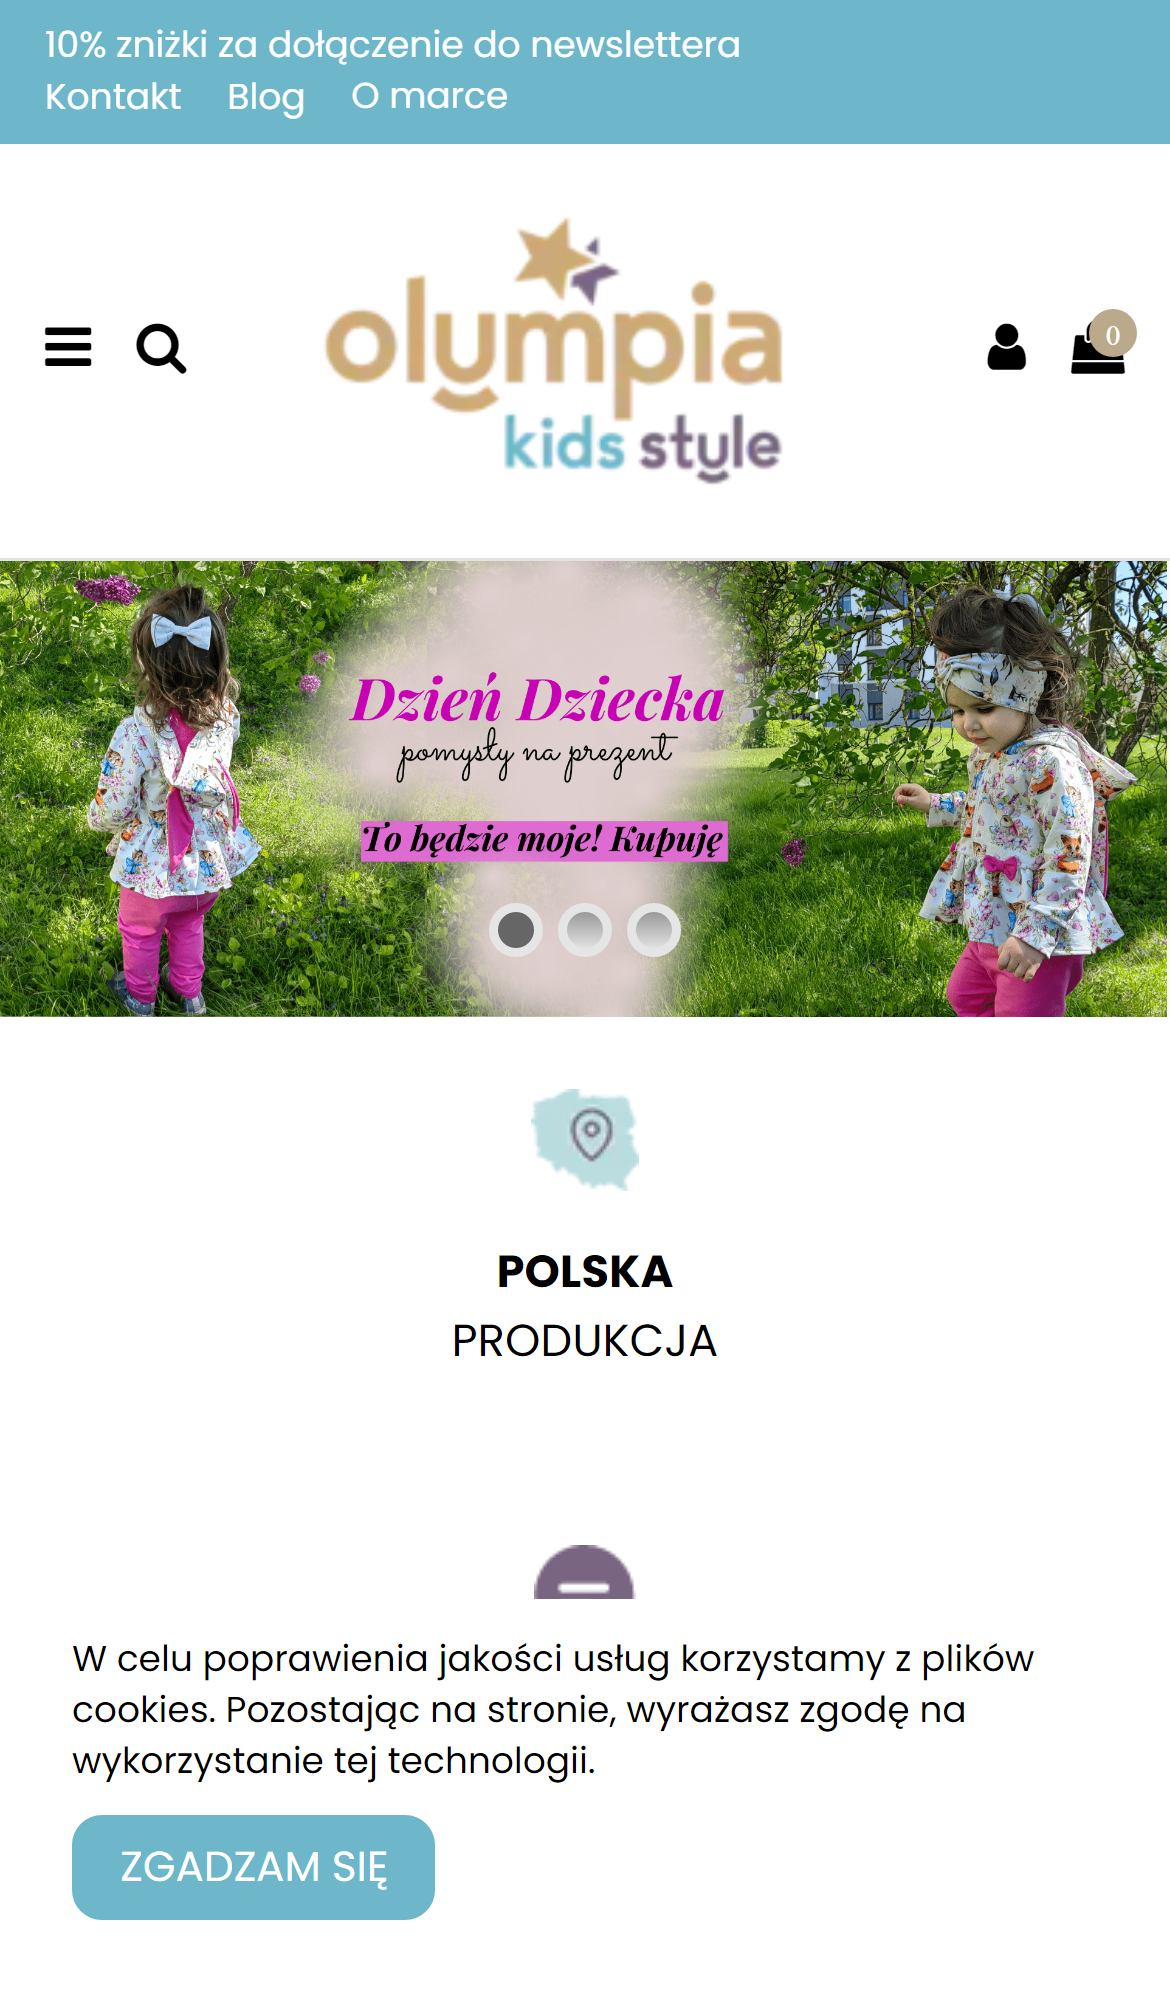 10% zniżki za dołączenie do newslettera
Kontakt Blog O marce
olympia
kids style
0
Dzień Dziecka
pomysły na prezent
To będzie moje! Kupuję
POLSKA
PRODUKCJA
W celu poprawienia jakości usług korzystamy z plików
cookies. Pozostając na stronie, wyrażasz zgodę na
wykorzystanie tej technologii.
ZGADZAM SIĘ